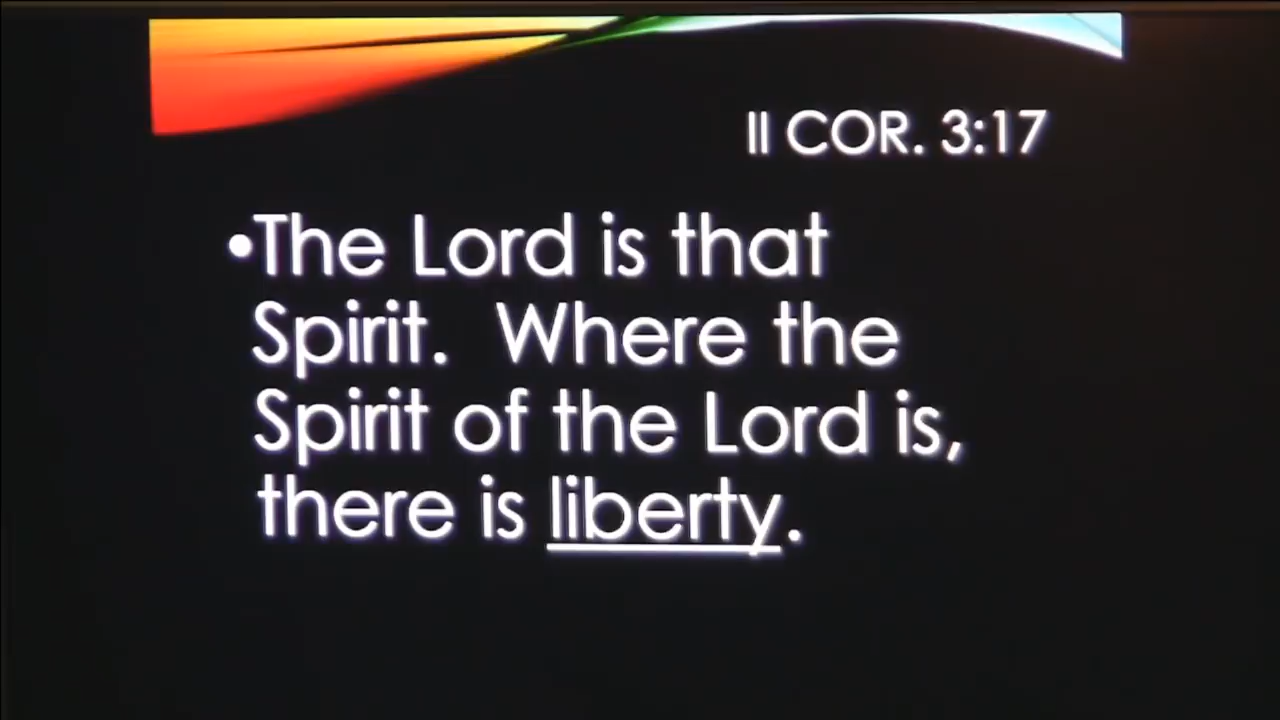 II COR. 3:17
•The Lord is that
Spirit.  Where the
Spirit of the Lord is,
there is liberty.